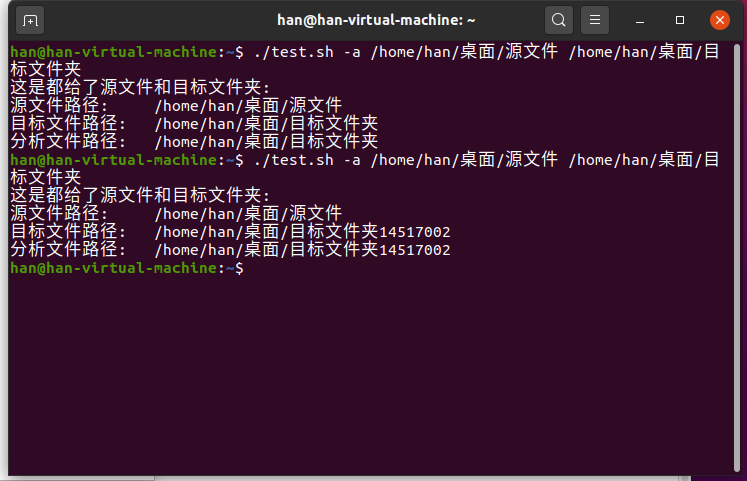 han@han-virtual-machine: ~
han@han-virtual-machine:~$ ./test.sh -a /home/han/桌面/源文件 /home/han/桌面/目
标文件夹
这是都给了源文件和目标文件夹:
源文件路径: /home/han/桌面/源文件
目标文件路径: /home/han/桌面/目标文件夹
分析文件路径: /home/han/桌面/目标文件夹
han@han-virtual-machine:~$ ./test.sh -a /home/han/桌面/源文件 /home/han/桌面/目
标文件夹
这是都给了源文件和目标文件夹:
源文件路径: /home/han/桌面/源文件
目标文件路径: /home/han/桌面/目标文件夹14517002
分析文件路径: /home/han/桌面/目标文件夹14517002
han@han-virtual-machine:~$